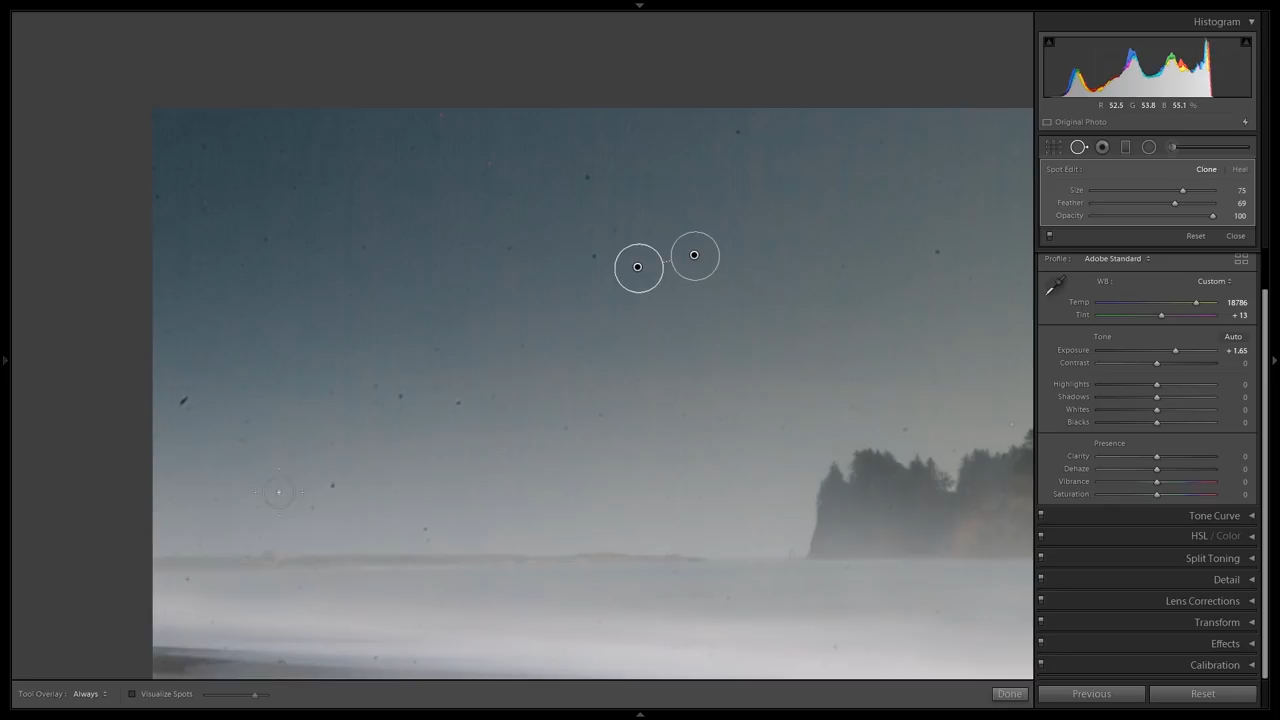 Histogram
R 52.5 G 53.8 B 55.1 %
Original Photo
Spot Edit : Clone Heal
Size 75
Feather 69
Opacity 100
Reset Close
Profile : Adobe Standard
WB : Custom
Temp 18786
Tint + 13
Tone Auto
Exposure + 1.65
Contrast 0
Highlights 0
Shadows 0
Whites 0
Blacks 0
Presence
Clarity 0
Dehaze 0
Vibrance 0
Saturation 0
Tone Curve
HSL / Color
Split Toning
Detail
Lens Corrections
Transform
Effects
Calibration
Tool Overlay : Always Visualize Spots Done
Previous Reset